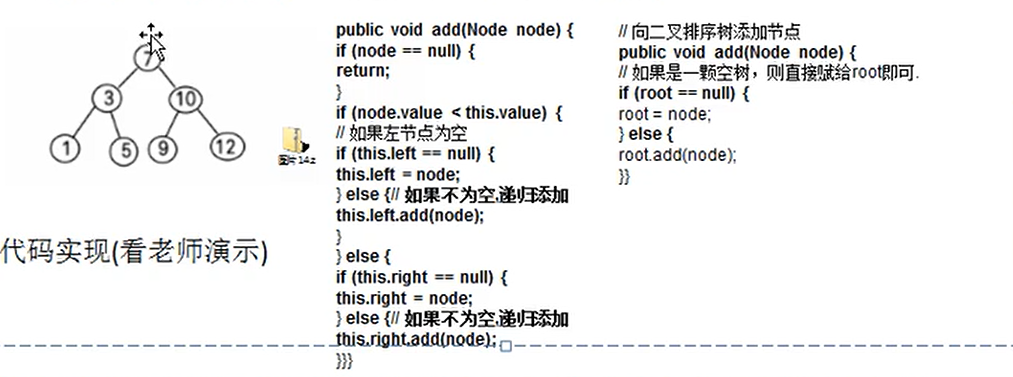 7
3
10
1
5
9
12
图片14.z
代码实现(看老师演示)
public void add(Node node) {
if (node == null) {
return;
}
if (node.value < this.value) {
// 如果左节点为空
if (this.left == null) {
this.left = node;
} else {// 如果不为空,递归添加
this.left.add(node);
}
} else {
if (this.right == null) {
this.right = node;
} else {// 如果不为空,递归添加
this.right.add(node);
}}}
// 向二叉排序树添加节点
public void add(Node node) {
// 如果是一颗空树，则直接赋给root即可.
if (root == null) {
root = node;
} else {
root.add(node);
}}